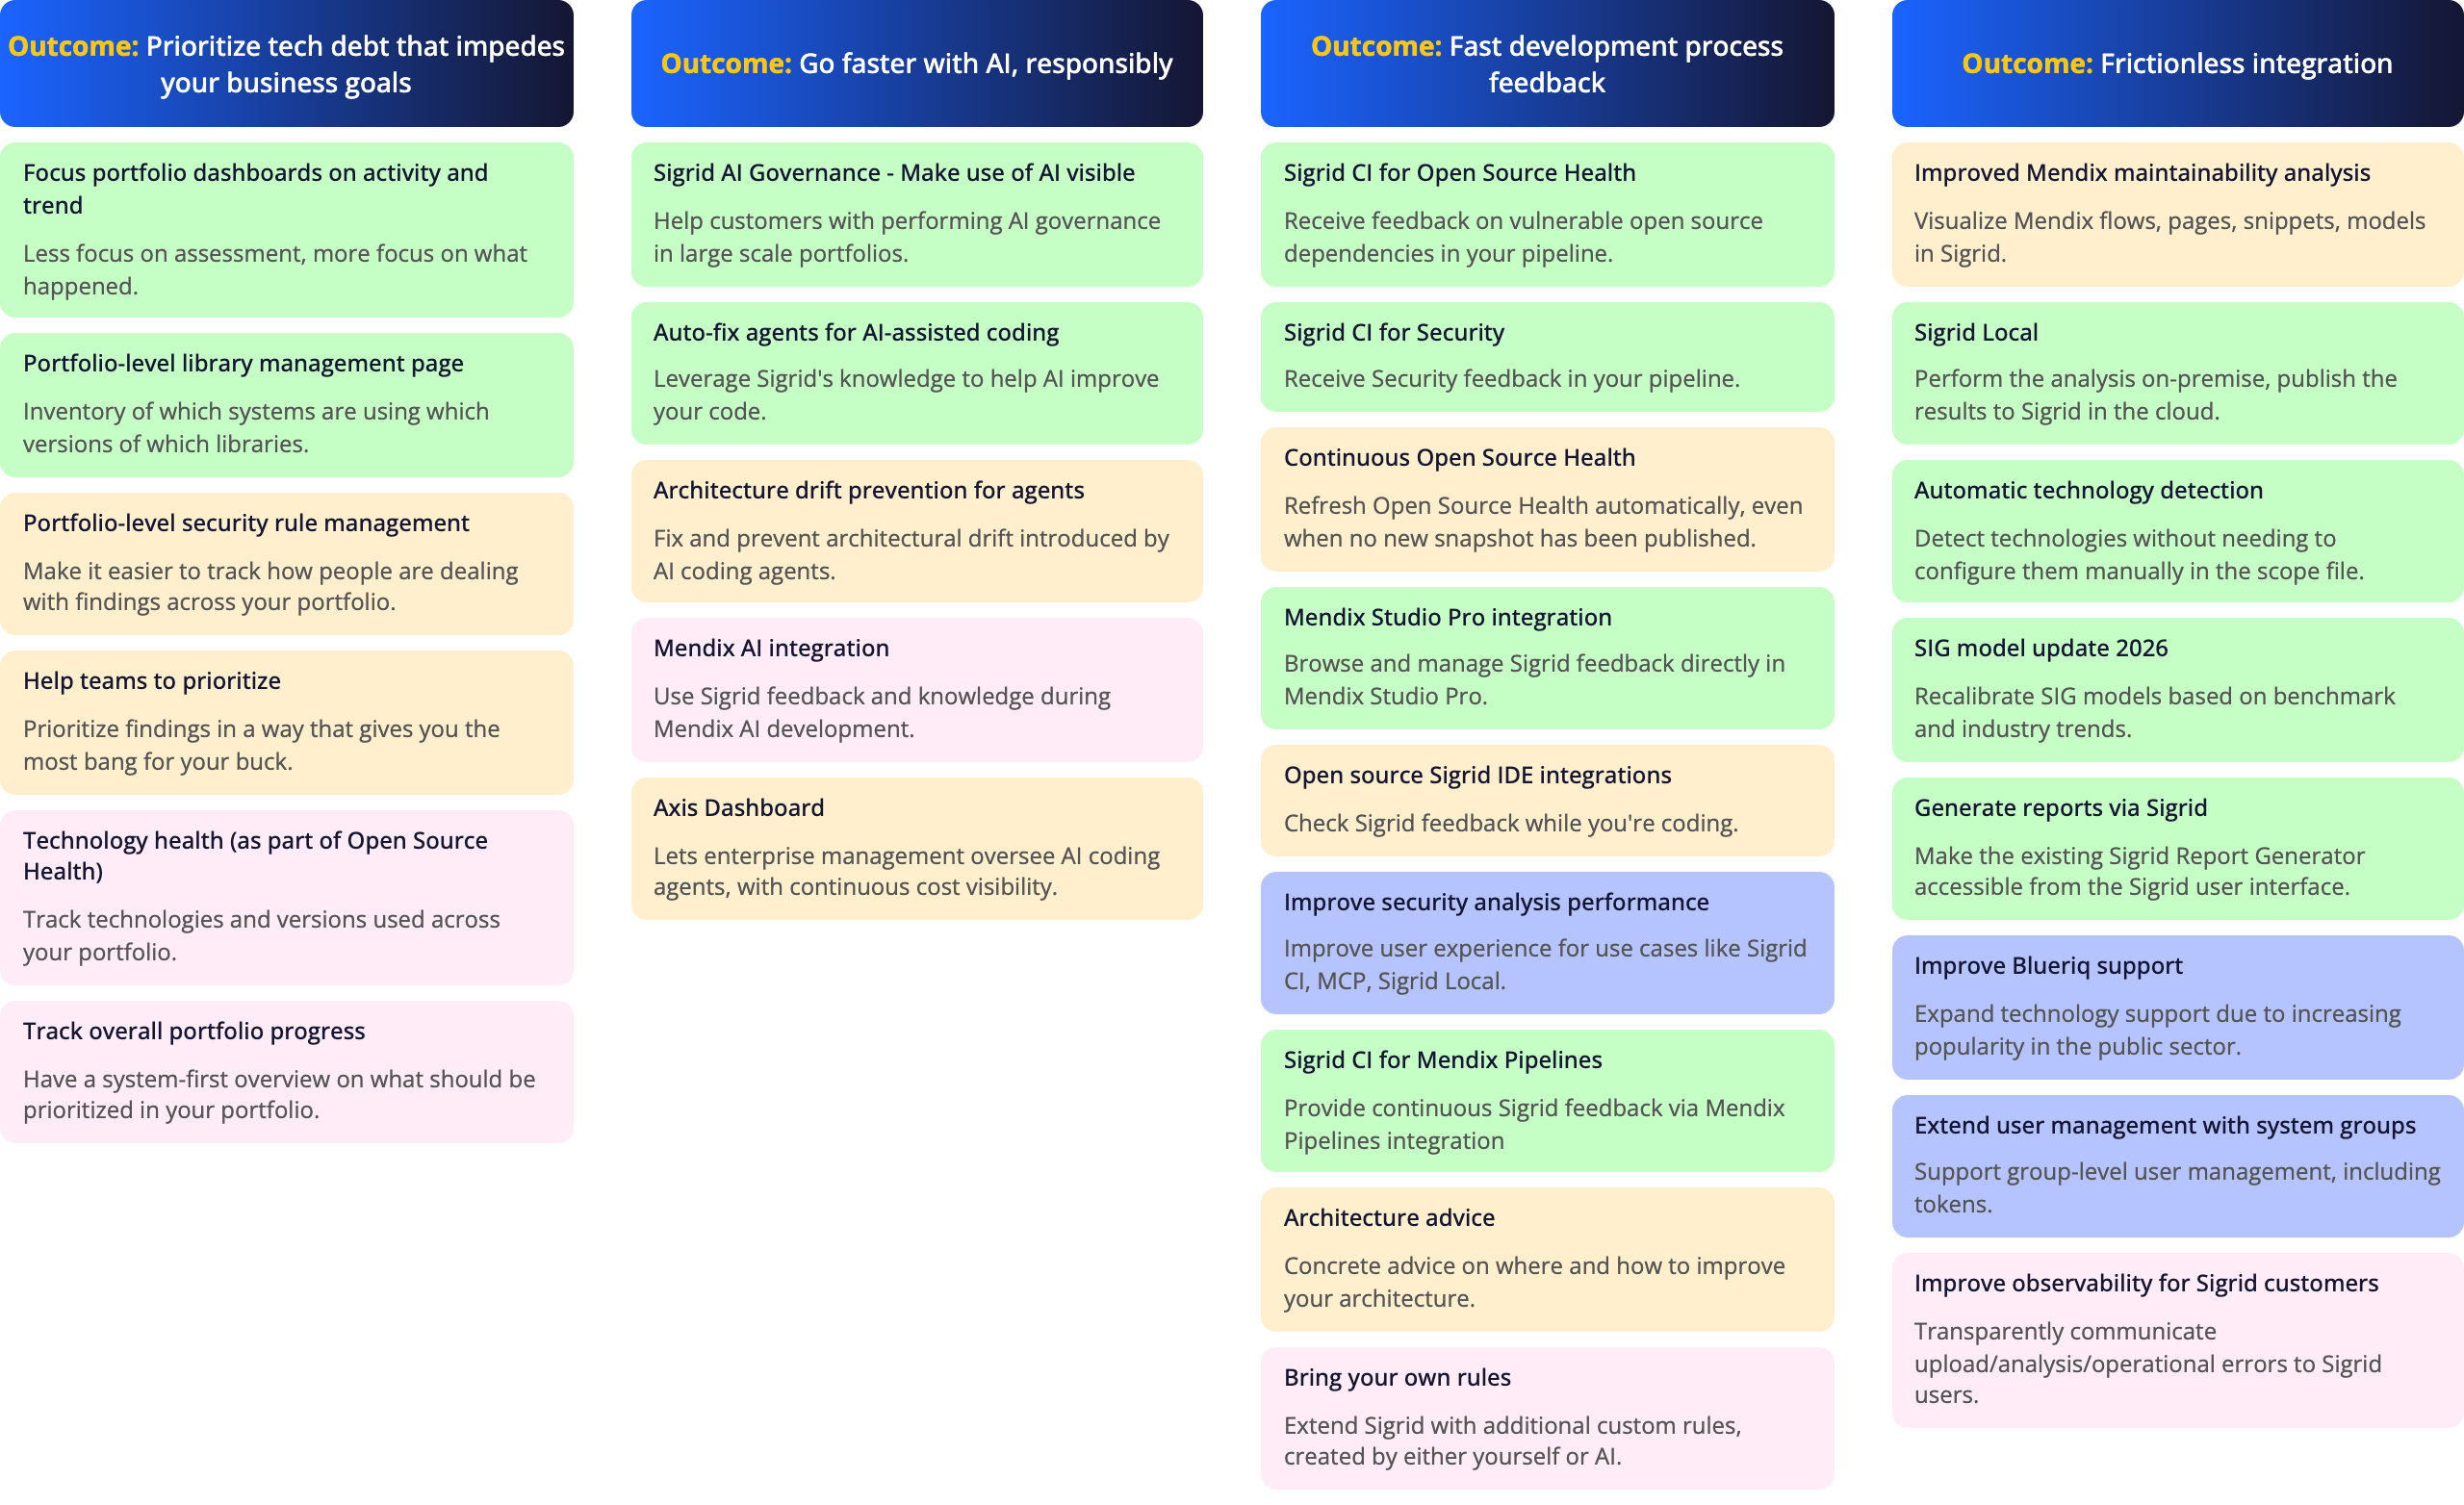 Outcome: Prioritize tech debt that impedes
your business goals
Focus portfolio dashboards on activity and
trend
Less focus on assessment, more focus on what
happened.
Portfolio-level library management page
Inventory of which systems are using which
versions of which libraries.
Portfolio-level security rule management
Make it easier to track how people are dealing
with findings across your portfolio.
Help teams to prioritize
Prioritize findings in a way that gives you the
most bang for your buck.
Technology health (as part of Open Source
Health)
Track technologies and versions used across
your portfolio.
Track overall portfolio progress
Have a system-first overview on what should be
prioritized in your portfolio.
Outcome: Go faster with AI, responsibly
Sigrid AI Governance - Make use of AI visible
Help customers with performing AI governance
in large scale portfolios.
Auto-fix agents for AI-assisted coding
Leverage Sigrid's knowledge to help AI improve
your code.
Architecture drift prevention for agents
Fix and prevent architectural drift introduced by
AI coding agents.
Mendix AI integration
Use Sigrid feedback and knowledge during
Mendix AI development.
Axis Dashboard
Lets enterprise management oversee AI coding
agents, with continuous cost visibility.
Outcome: Fast development process
feedback
Sigrid CI for Open Source Health
Receive feedback on vulnerable open source
dependencies in your pipeline.
Sigrid CI for Security
Receive Security feedback in your pipeline.
Continuous Open Source Health
Refresh Open Source Health automatically, even
when no new snapshot has been published.
Mendix Studio Pro integration
Browse and manage Sigrid feedback directly in
Mendix Studio Pro.
Open source Sigrid IDE integrations
Check Sigrid feedback while you're coding.
Improve security analysis performance
Improve user experience for use cases like Sigrid
CI, MCP, Sigrid Local.
Sigrid CI for Mendix Pipelines
Provide continuous Sigrid feedback via Mendix
Pipelines integration
Architecture advice
Concrete advice on where and how to improve
your architecture.
Bring your own rules
Extend Sigrid with additional custom rules,
created by either yourself or AI.
Outcome: Frictionless integration
Improved Mendix maintainability analysis
Visualize Mendix flows, pages, snippets, models
in Sigrid.
Sigrid Local
Perform the analysis on-premise, publish the
results to Sigrid in the cloud.
Automatic technology detection
Detect technologies without needing to
configure them manually in the scope file.
SIG model update 2026
Recalibrate SIG models based on benchmark
and industry trends.
Generate reports via Sigrid
Make the existing Sigrid Report Generator
accessible from the Sigrid user interface.
Improve Blueriq support
Expand technology support due to increasing
popularity in the public sector.
Extend user management with system groups
Support group-level user management, including
tokens.
Improve observability for Sigrid customers
Transparently communicate
upload/analysis/operational errors to Sigrid
users.